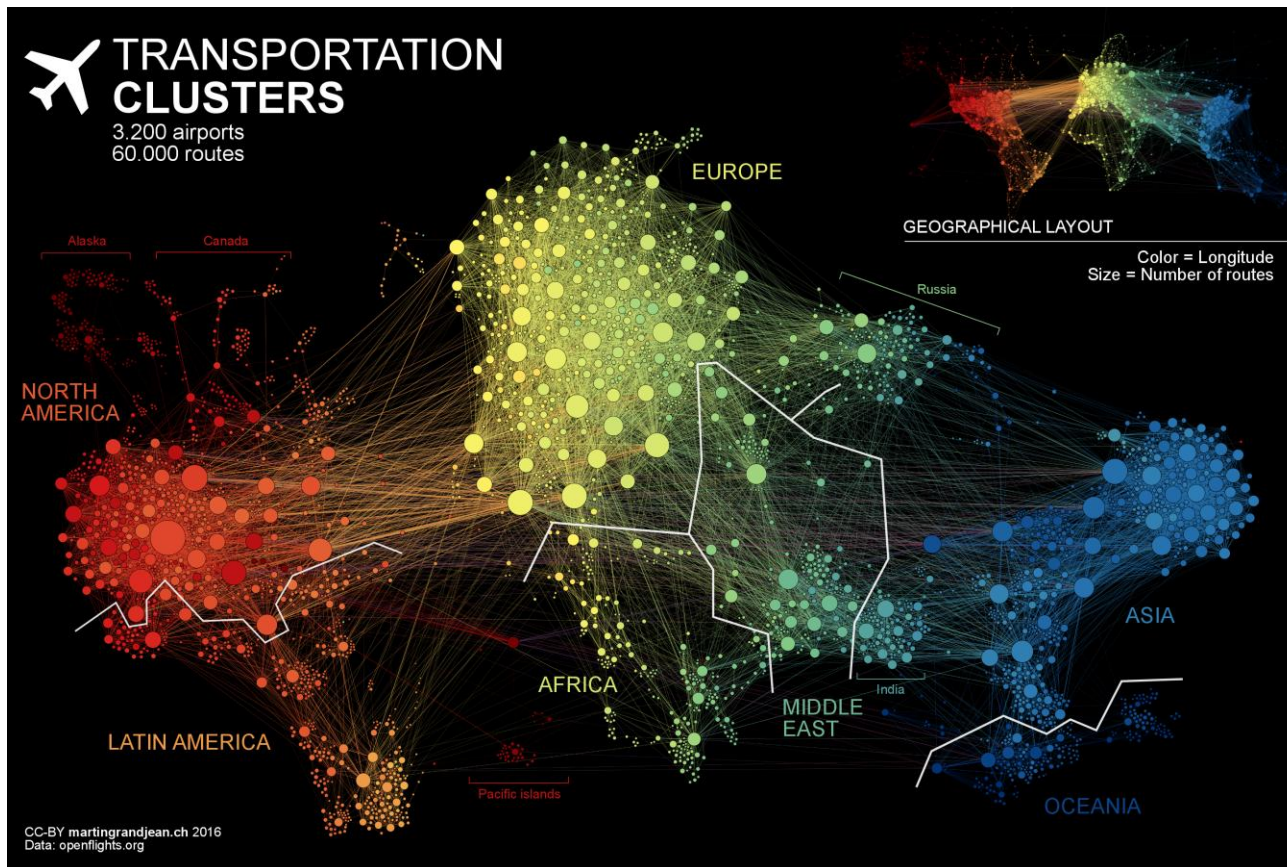 TRANSPORTATION
CLUSTERS
3.200 airports
60.000 routes
EUROPE
GEOGRAPHICAL LAYOUT
Color = Longitude
Size = Number of routes
Alaska
Canada
Russia
NORTH
AMERICA
ASIA
AFRICA
India
MIDDLE
EAST
LATIN AMERICA
Pacific islands
OCEANIA
CC-BY martingrandjean.ch 2016
Data: openflights.org